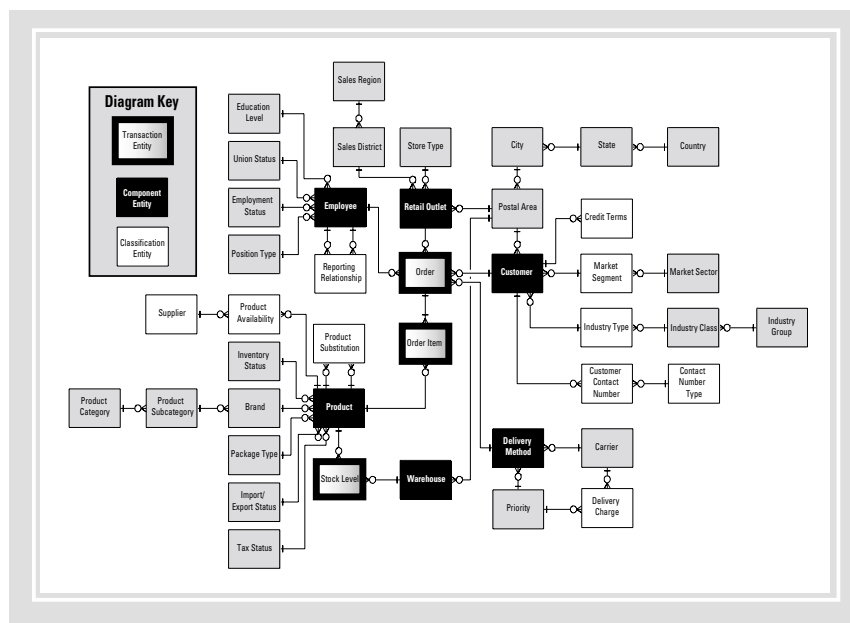 Diagram Key
Transaction
Entity
Component
Entity
Classification
Entity
Sales Region
Education
Level
Sales District
Store Type
City
State
Country
Union Status
Employment
Status
Employee
Retail Outlet
Postal Area
Credit Terms
Position Type
Reporting
Relationship
Order
Customer
Market
Segment
Market Sector
Supplier
Product
Availability
Product
Substitution
Order Item
Industry Type
Industry Class
Industry
Group
Inventory
Status
Customer
Contact
Number
Contact
Number
Type
Product
Category
Product
Subcategory
Brand
Product
Package Type
Delivery
Method
Carrier
Stock Level
Warehouse
Import/
Export Status
Priority
Delivery
Charge
Tax Status